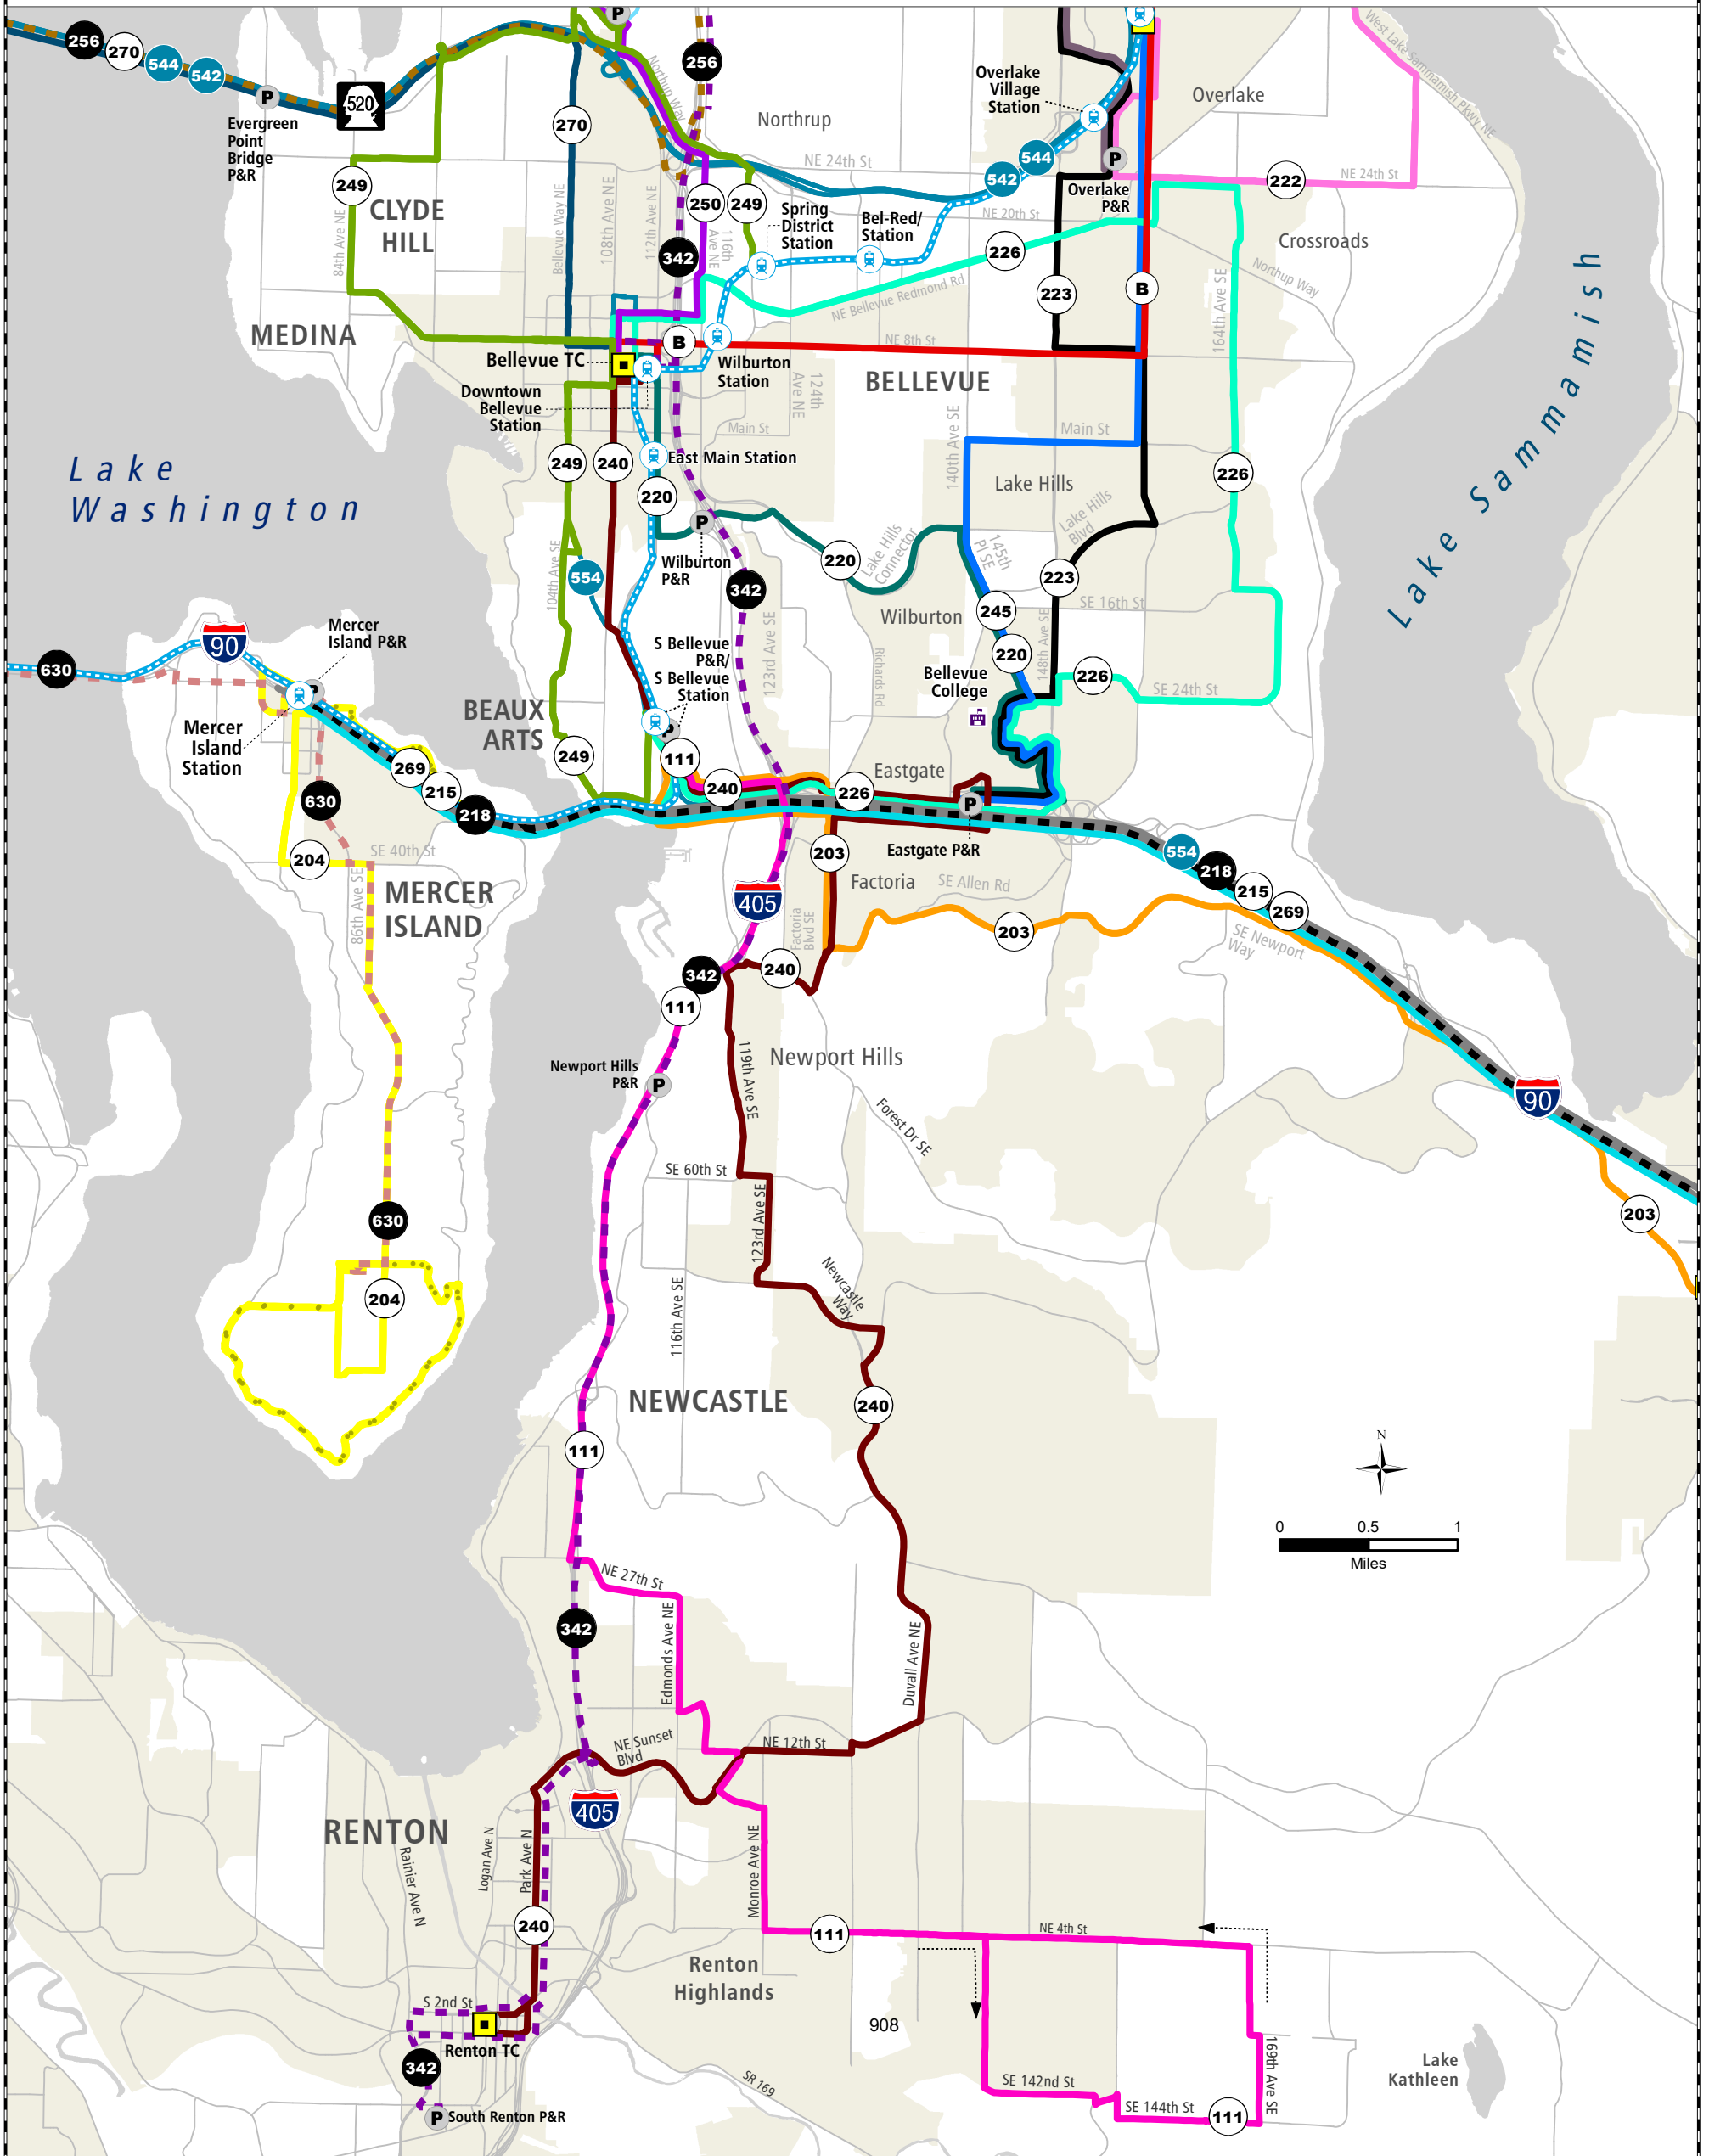 256
270
544
542
520
Evergreen
Point
Bridge
P&R
P
249
84th Ave NE
CLYDE
HILL
MEDINA
270
Bellevue Way NE
108th Ave NE
112th Ave NE
P
Northup Way
256
Northrup
NE 24th St
250
249
116th
Ave NE
342
Spring
District
Station
Bel-Red/
Station
542
544
NE 20th St
Overlake
Village
Station
Overlake
P
Overlake
P&R
222
NE 24th St
West Lake Sammamish Pkwy NE
Crossroads
Northup Way
164th Ave SE
226
223
B
NE Bellevue Redmond Rd
NE 8th St
B
Bellevue TC
Wilburton
Station
Downtown
Bellevue
Station
124th
Ave NE
BELLEVUE
Main St
Main St
140th Ave SE
249
240
East Main Station
220
P
Wilburton
P&R
Lake Hills
Lake Hills
Blvd
226
Lake
Washington
Lake Sammamish
104th Ave SE
554
342
220
Lake Hills
Connector
145th
Pl SE
223
SE 16th St
Wilburton
245
220
148th Ave SE
123rd Ave SE
Richards Rd
Bellevue
College
226
SE 24th St
Mercer
Island P&R
90
630
P
Mercer
Island
Station
BEAUX
ARTS
S Bellevue
P&R/
S Bellevue
Station
P
249
111
240
Eastgate
226
P
Eastgate P&R
269
215
218
630
204
SE 40th St
86th Ave SE
MERCER
ISLAND
203
Factoria
SE Allen Rd
405
Factoria
Blvd SE
203
554
218
215
269
SE Newport
Way
342
240
111
Newport Hills
P&R
P
119th Ave SE
Newport Hills
Forest Dr SE
90
203
SE 60th St
123rd Ave SE
630
204
116th Ave SE
Newcastle
Way
NEWCASTLE
240
111
N
0
0.5
1
Miles
NE 27th St
342
Edmonds Ave NE
Duvall Ave NE
NE Sunset
Blvd
NE 12th St
405
RENTON
Rainier Ave N
Logan Ave N
Park Ave N
Monroe Ave NE
240
111
NE 4th St
Renton
Highlands
908
S 2nd St
Renton TC
342
P
South Renton P&R
SR 169
SE 142nd St
SE 144th St
111
169th Ave SE
Lake
Kathleen